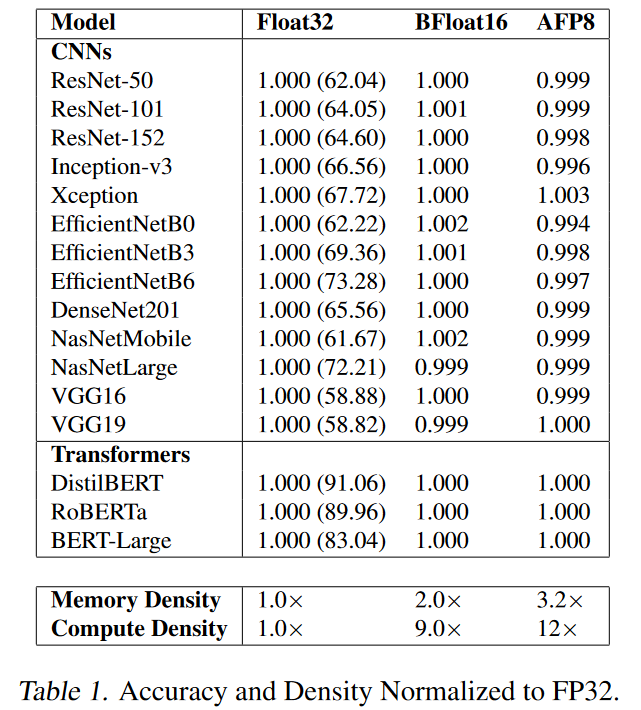 Model Float32 BFloat16 AFP8
CNNs
ResNet-50 1.000 (62.04) 1.000 0.999
ResNet-101 1.000 (64.05) 1.001 0.999
ResNet-152 1.000 (64.60) 1.000 0.998
Inception-v3 1.000 (66.56) 1.000 0.996
Xception 1.000 (67.72) 1.000 1.003
EfficientNetB0 1.000 (62.22) 1.002 0.994
EfficientNetB3 1.000 (69.36) 1.001 0.998
EfficientNetB6 1.000 (73.28) 1.000 0.997
DenseNet201 1.000 (65.56) 1.000 0.999
NasNetMobile 1.000 (61.67) 1.002 0.999
NasNetLarge 1.000 (72.21) 0.999 0.999
VGG16 1.000 (58.88) 1.000 0.999
VGG19 1.000 (58.82) 0.999 1.000
Transformers
DistilBERT 1.000 (91.06) 1.000 1.000
RoBERTa 1.000 (89.96) 1.000 1.000
BERT-Large 1.000 (83.04) 1.000 1.000
Memory Density 1.0× 2.0× 3.2×
Compute Density 1.0× 9.0× 12×
Table 1. Accuracy and Density Normalized to FP32.